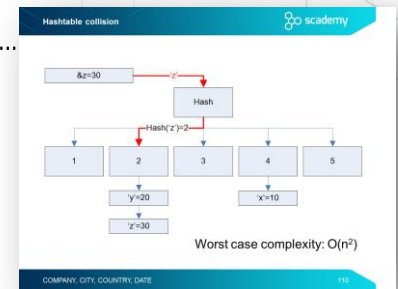 Hashtable collision
scademy
&z=30
'z'
Hash
Hash('z')=2
1 2 3 4 5
'y'=20 'x'=10
'z'=30
Worst case complexity: O(n²)
COMPANY, CITY, COUNTRY, DATE 110